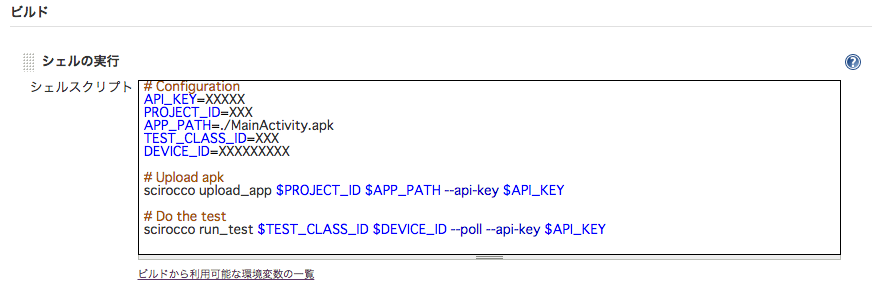 ビルド
シェルの実行
?
シェルスクリプト
# Configuration
API_KEY=XXXXX
PROJECT_ID=XXX
APP_PATH=./MainActivity.apk
TEST_CLASS_ID=XXX
DEVICE_ID=XXXXXXXXX
# Upload apk
scirocco upload_app $PROJECT_ID $APP_PATH --api-key $API_KEY
# Do the test
scirocco run_test $TEST_CLASS_ID $DEVICE_ID --poll --api-key $API_KEY
ビルドから利用可能な環境変数の一覧